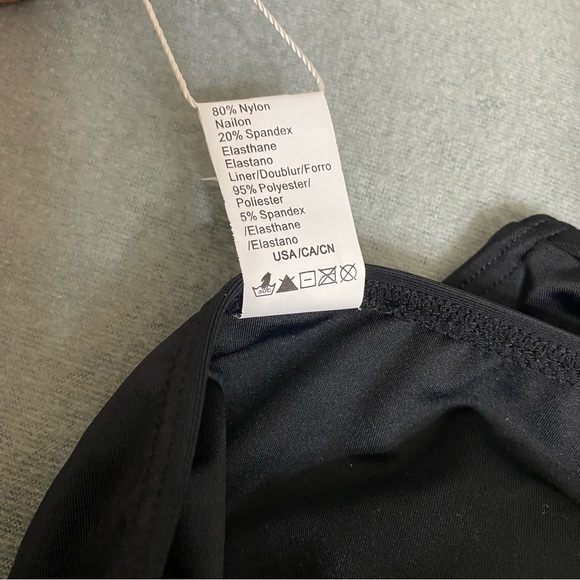 80% Nylon
Nailon
20% Spandex
Elasthane
Elastano
Liner/Doublur/Forro
95% Polyester/
Poliester
5% Spandex
/Elasthane
/Elastano
USA/CA/CN